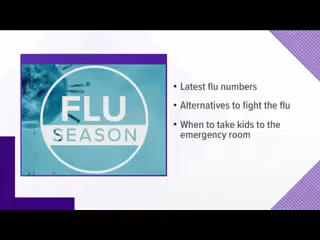 FLU
SEASON
• Latest flu numbers
• Alternatives to fight the flu
• When to take kids to the
emergency room